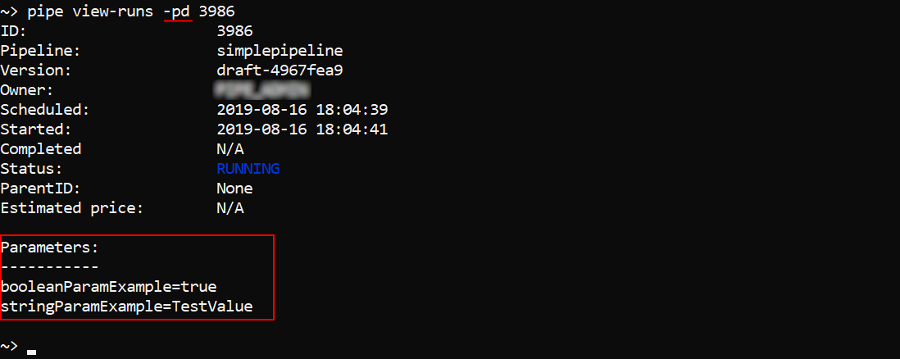 ~> pipe view-runs -pd 3986
ID: 3986
Pipeline: simplepipeline
Version: draft-4967fea9
Owner:
Scheduled: 2019-08-16 18:04:39
Started: 2019-08-16 18:04:41
Completed N/A
Status: RUNNING
ParentID: None
Estimated price: N/A
Parameters:
-----------
booleanParamExample=true
stringParamExample=TestValue
~>